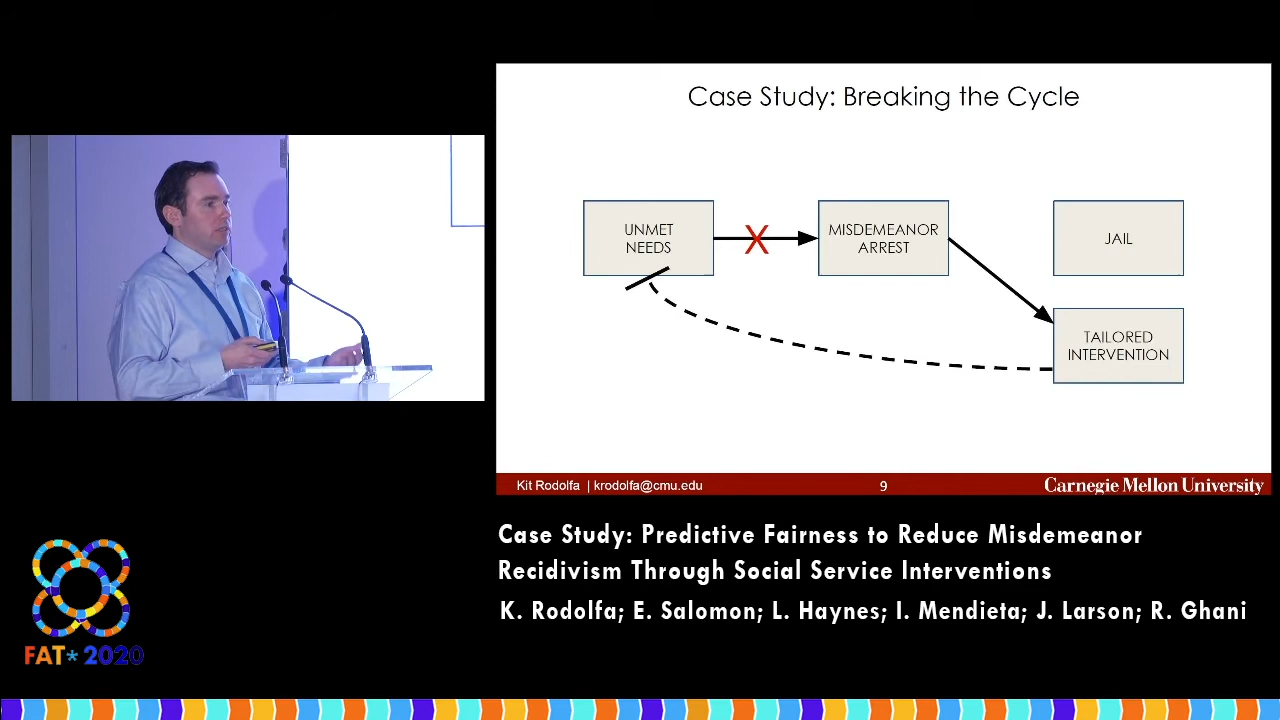 Case Study: Breaking the Cycle
UNMET
NEEDS
X
MISDEMEANOR
ARREST
JAIL
TAILORED
INTERVENTION
Kit Rodolfa | krodolfa@cmu.edu
9
Carnegie Mellon University
Case Study: Predictive Fairness to Reduce Misdemeanor
Recidivism Through Social Service Interventions
K. Rodolfa; E. Salomon; L. Haynes; I. Mendieta; J. Larson; R. Ghani
FAT* 2020